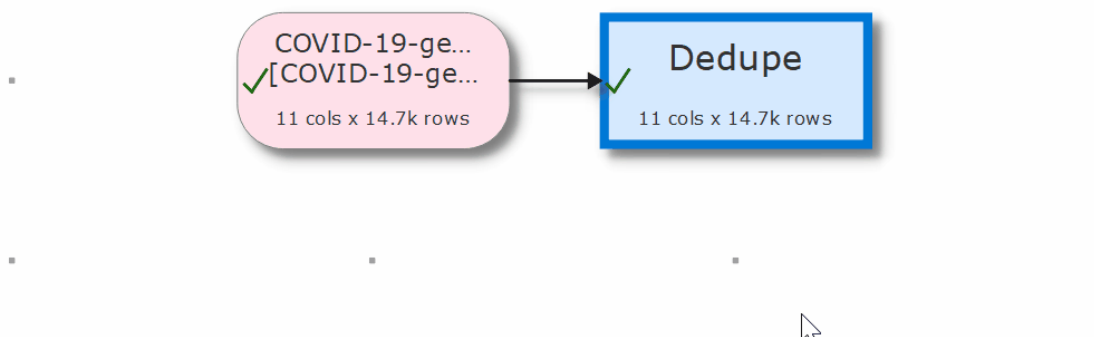 COVID-19-ge...
[COVID-19-ge...
11 cols x 14.7k rows
Dedupe
11 cols x 14.7k rows